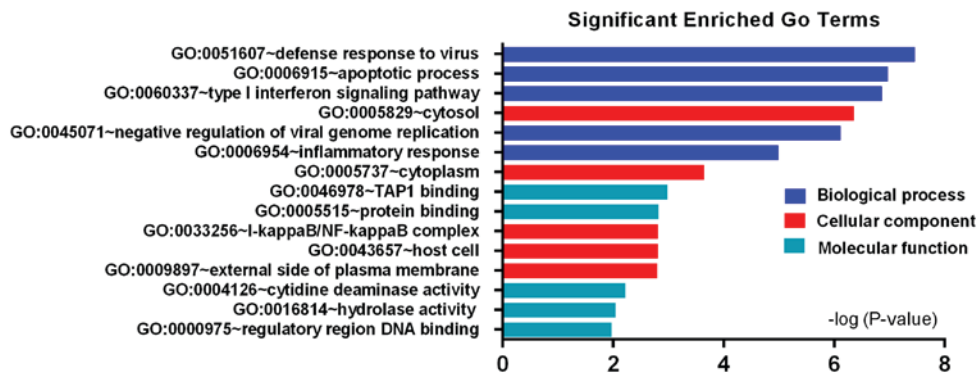 Significant Enriched Go Terms
GO:0051607~defense response to virus
GO:0006915~apoptotic process
GO:0060337~type I interferon signaling pathway
GO:0005829~cytosol
GO:0045071~negative regulation of viral genome replication
GO:0006954~inflammatory response
GO:0005737~cytoplasm
GO:0046978~TAP1 binding
GO:0005515~protein binding
GO:0033256~I-kappaB/NF-kappaB complex
GO:0043657~host cell
GO:0009897~external side of plasma membrane
GO:0004126~cytidine deaminase activity
GO:0016814~hydrolase activity
GO:0000975~regulatory region DNA binding
Biological process
Cellular component
Molecular function
-log (P-value)
0 2 4 6 8